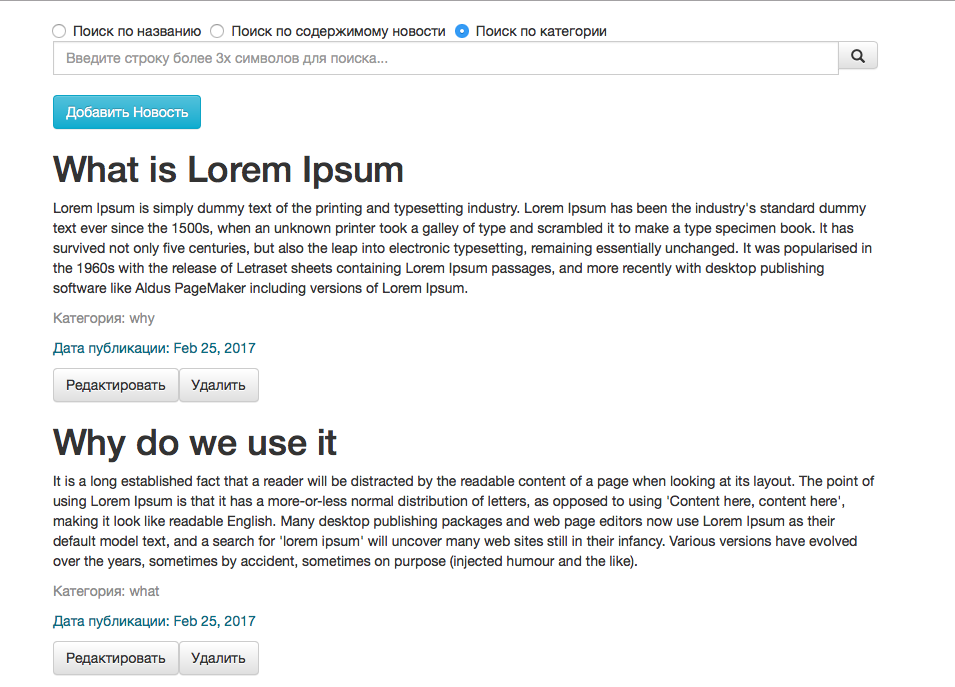 Поиск по названию Поиск по содержимому новости Поиск по категории
Введите строку более 3х символов для поиска...
Добавить Новость
What is Lorem Ipsum
Lorem Ipsum is simply dummy text of the printing and typesetting industry. Lorem Ipsum has been the industry's standard dummy
text ever since the 1500s, when an unknown printer took a galley of type and scrambled it to make a type specimen book. It has
survived not only five centuries, but also the leap into electronic typesetting, remaining essentially unchanged. It was popularised in
the 1960s with the release of Letraset sheets containing Lorem Ipsum passages, and more recently with desktop publishing
software like Aldus PageMaker including versions of Lorem Ipsum.
Категория: why
Дата публикации: Feb 25, 2017
Редактировать Удалить
Why do we use it
It is a long established fact that a reader will be distracted by the readable content of a page when looking at its layout. The point of
using Lorem Ipsum is that it has a more-or-less normal distribution of letters, as opposed to using 'Content here, content here',
making it look like readable English. Many desktop publishing packages and web page editors now use Lorem Ipsum as their
default model text, and a search for 'lorem ipsum' will uncover many web sites still in their infancy. Various versions have evolved
over the years, sometimes by accident, sometimes on purpose (injected humour and the like).
Категория: what
Дата публикации: Feb 25, 2017
Редактировать Удалить